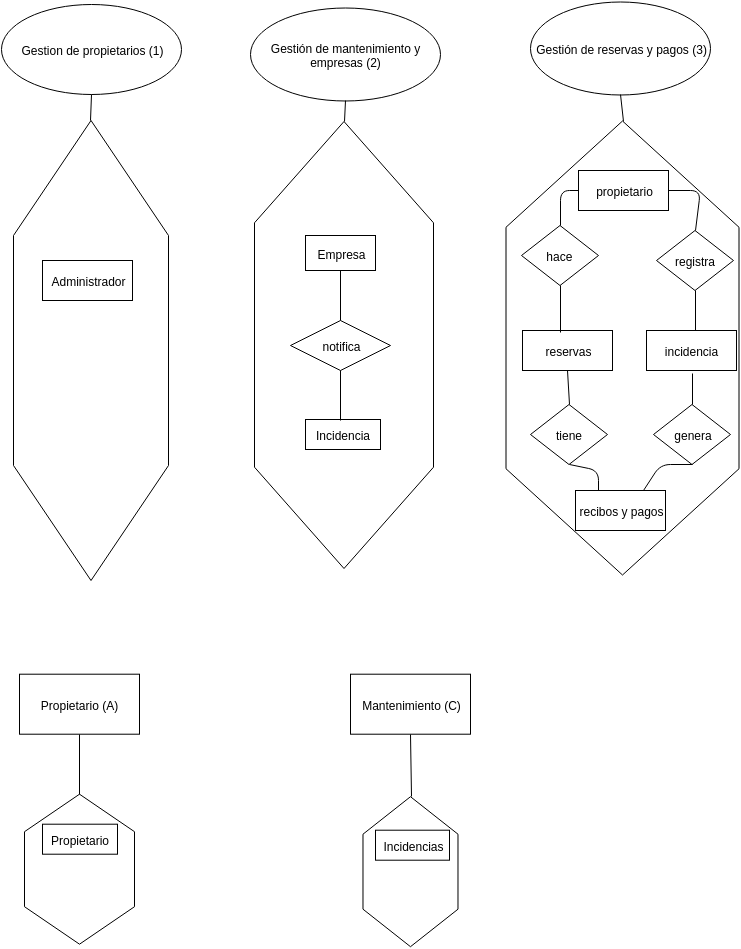 Gestion de propietarios (1)
Gestión de mantenimiento y
empresas (2)
Gestión de reservas y pagos (3)
Administrador
Empresa
notifica
Incidencia
propietario
hace
registra
reservas
incidencia
tiene
genera
recibos y pagos
Propietario (A)
Mantenimiento (C)
Propietario
Incidencias